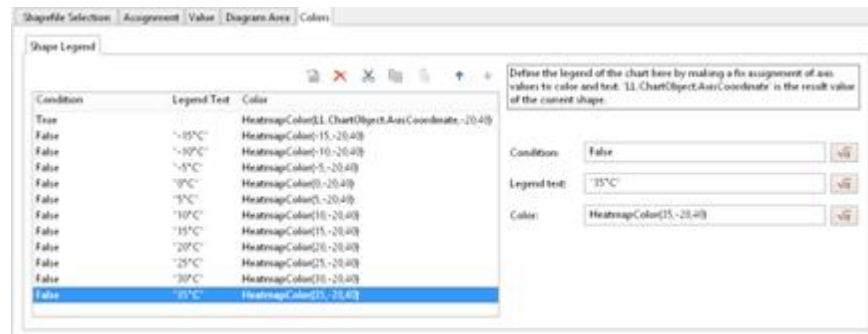 Shapefile Selection Assignment Value Diagram Area Colors
Shape Legend
Define the legend of the chart here by making a fix assignment of axis
values to color and text. 'LL.ChartObject.AxisCoordinate' is the result value
of the current shape.
Condition Legend Text Color
True HeatmapColor(LL.ChartObject.AxisCoordinate,-20,40)
False "-15°C" HeatmapColor(-15,-20,40)
False "-10°C" HeatmapColor(-10,-20,40)
False "-5°C" HeatmapColor(-5,-20,40)
False "0°C" HeatmapColor(0,-20,40)
False "5°C" HeatmapColor(5,-20,40)
False "10°C" HeatmapColor(10,-20,40)
False "15°C" HeatmapColor(15,-20,40)
False "20°C" HeatmapColor(20,-20,40)
False "25°C" HeatmapColor(25,-20,40)
False "30°C" HeatmapColor(30,-20,40)
False "35°C" HeatmapColor(35,-20,40)
Condition: False
Legend text: "35°C"
Color: HeatmapColor(35,-20,40)